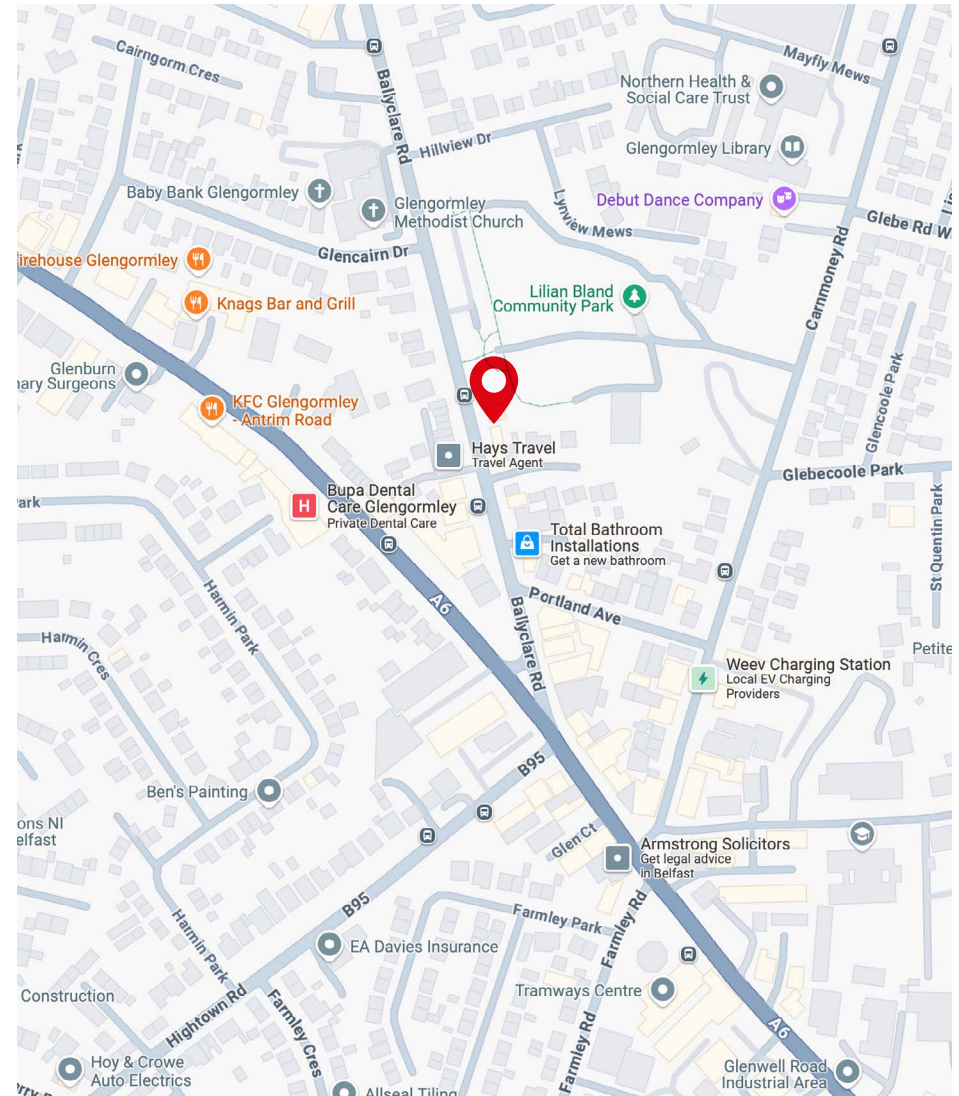 Cairngorm Cres
Ballyclare Rd
Mayfly Mews
Northern Health &
Social Care Trust
Hillview Dr
Glengormley Library
Baby Bank Glengormley
Glengormley
Methodist Church
Lynview Mews
Debut Dance Company
Glebe Rd W
Glencairn Dr
irehouse Glengormley
Knags Bar and Grill
Lilian Bland
Community Park
Carnmoney Rd
Glenburn
nary Surgeons
KFC Glengormley
- Antrim Road
Glencoole Park
Hays Travel
Travel Agent
Glebecoole Park
ark
Bupa Dental
Care Glengormley
Private Dental Care
H
Total Bathroom
Installations
Get a new bathroom
St Quentin Park
A6
Portland Ave
Harmin Park
Ballyclare Rd
Harmin Cres
Petite
Weev Charging Station
Local EV Charging
Providers
B95
Ben's Painting
ons NI
elfast
Glen Ct
Armstrong Solicitors
Get legal advice
in Belfast
B95
Farmley Park
Farmley Rd
Harmin Park
EA Davies Insurance
Construction
Hightown Rd
Farmley Cres
Tramways Centre
Farmley Rd
A6
Hoy & Crowe
Auto Electrics
Glenwell Road
Industrial Area
Allseal Tiling